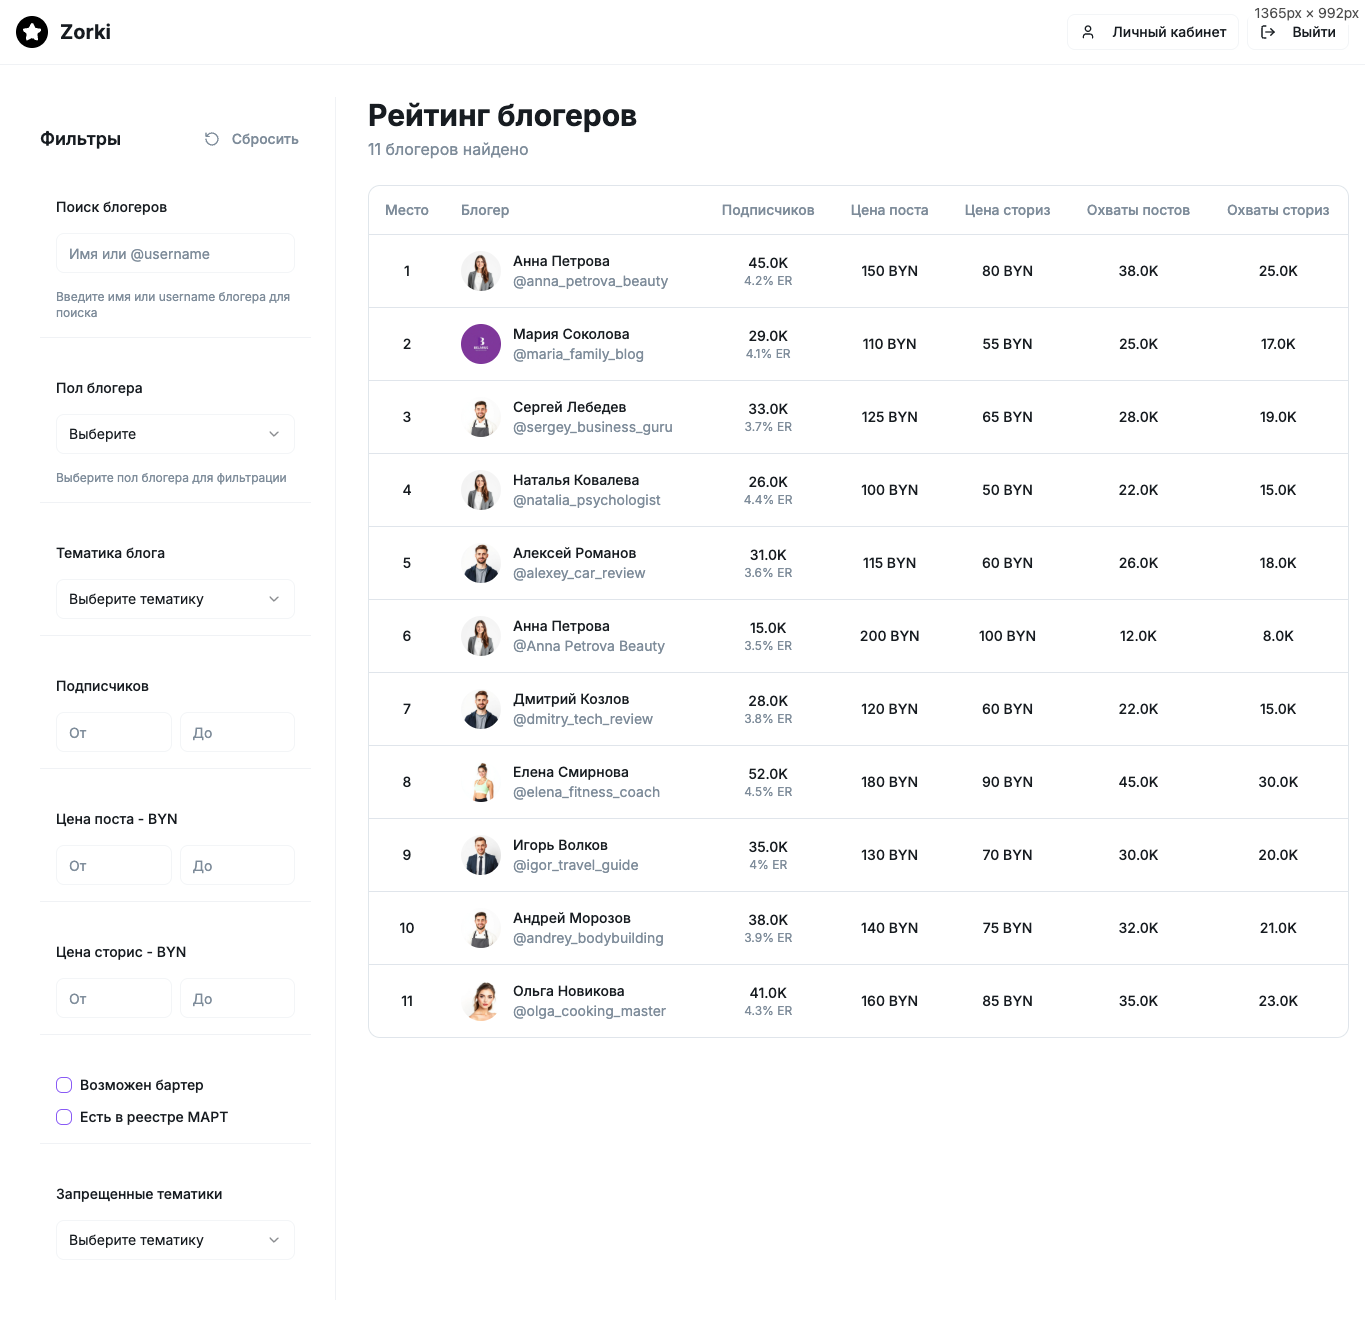 Zorki
Личный кабинет
1365px × 992px
Выйти
Фильтры
Сбросить
Поиск блогеров
Имя или @username
Введите имя или username блогера для
поиска
Пол блогера
Выберите
Выберите пол блогера для фильтрации
Тематика блога
Выберите тематику
Подписчиков
От До
Цена поста - BYN
От До
Цена сторис - BYN
От До
Возможен бартер
Есть в реестре МАРТ
Запрещенные тематики
Выберите тематику
Рейтинг блогеров
11 блогеров найдено
Место Блогер Подписчиков Цена поста Цена сториз Охваты постов Охваты сториз
1 Анна Петрова 45.0K 150 BYN 80 BYN 38.0K 25.0K
@anna_petrova_beauty 4.2% ER
2 Мария Соколова 29.0K 110 BYN 55 BYN 25.0K 17.0K
@maria_family_blog 4.1% ER
3 Сергей Лебедев 33.0K 125 BYN 65 BYN 28.0K 19.0K
@sergey_business_guru 3.7% ER
4 Наталья Ковалева 26.0K 100 BYN 50 BYN 22.0K 15.0K
@natalia_psychologist 4.4% ER
5 Алексей Романов 31.0K 115 BYN 60 BYN 26.0K 18.0K
@alexey_car_review 3.6% ER
6 Анна Петрова 15.0K 200 BYN 100 BYN 12.0K 8.0K
@Anna Petrova Beauty 3.5% ER
7 Дмитрий Козлов 28.0K 120 BYN 60 BYN 22.0K 15.0K
@dmitry_tech_review 3.8% ER
8 Елена Смирнова 52.0K 180 BYN 90 BYN 45.0K 30.0K
@elena_fitness_coach 4.5% ER
9 Игорь Волков 35.0K 130 BYN 70 BYN 30.0K 20.0K
@igor_travel_guide 4% ER
10 Андрей Морозов 38.0K 140 BYN 75 BYN 32.0K 21.0K
@andrey_bodybuilding 3.9% ER
11 Ольга Новикова 41.0K 160 BYN 85 BYN 35.0K 23.0K
@olga_cooking_master 4.3% ER